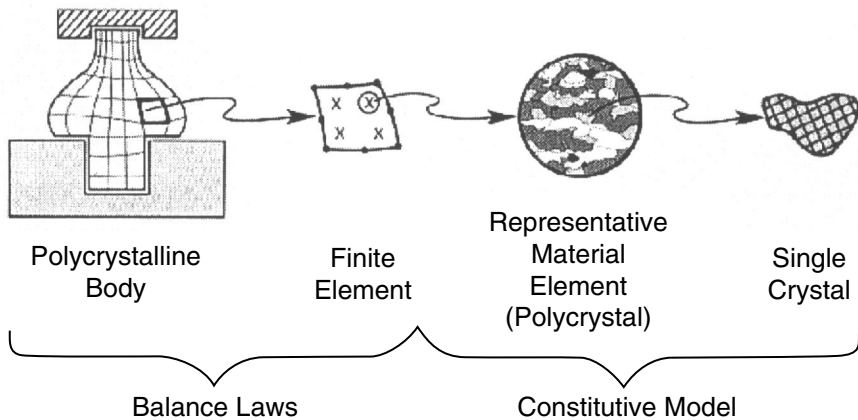 Polycrystalline
Body
Finite
Element
Representative
Material
Element
(Polycrystal)
Single
Crystal
Balance Laws
Constitutive Model